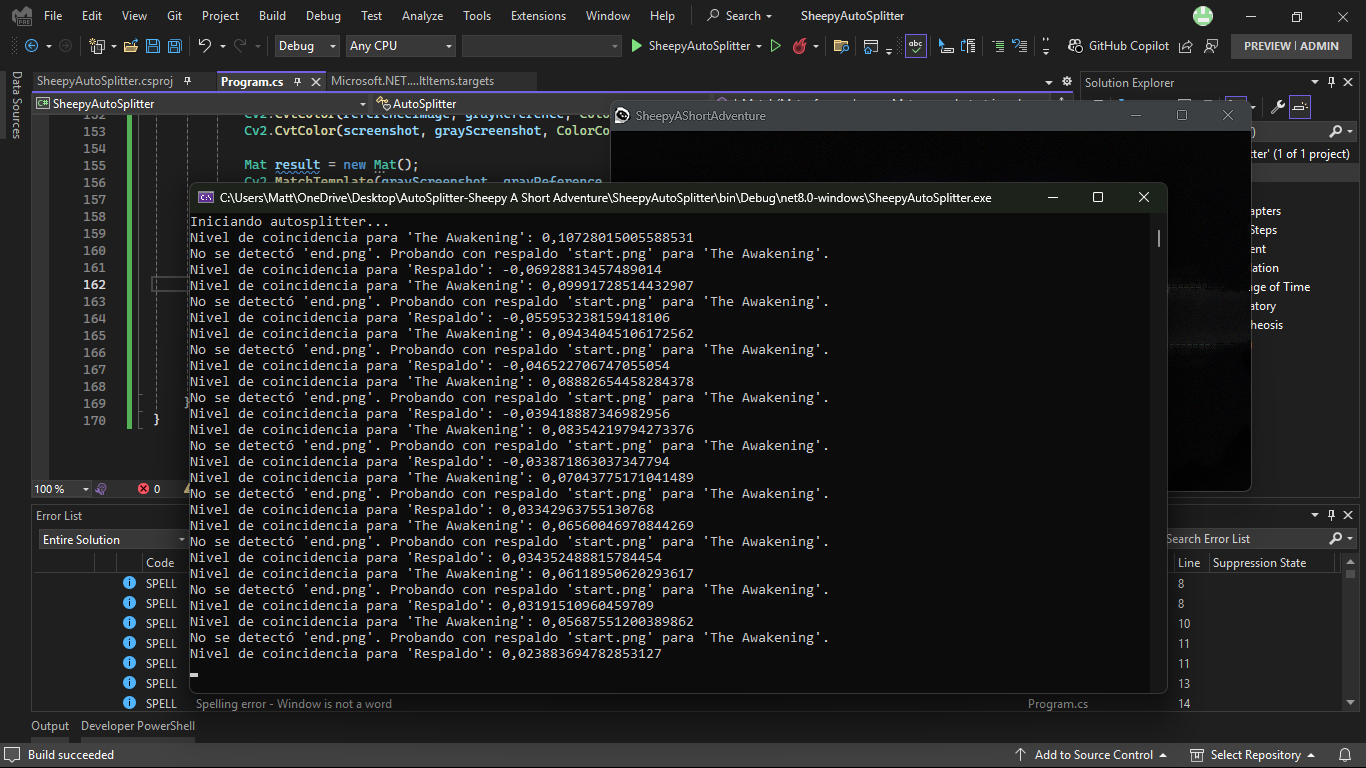 File Edit View Git Project Build Debug Test Analyze Tools Extensions Window Help Search SheepyAutoSplitter
Debug Any CPU SheepyAutoSplitter GitHub Copilot PREVIEW | ADMIN
Data Sources
SheepyAutoSplitter.csproj Program.cs Microsoft.NET....ltItems.targets
SheepyAutoSplitter AutoSplitter
Solution Explorer
SheepyAShortAdventure
153 Cv2.CvtColor(screenshot, grayScreenshot, ColorCo
154
155 Mat result = new Mat();
156
157
158
159
160
161
162
163
164
165
166
167
168
169 }
170 }
tter' (1 of 1 project)
apters
Steps
ent
ation
ge of Time
atory
heosis
C:\Users\Matt\OneDrive\Desktop\AutoSplitter-Sheepy A Short Adventure\SheepyAutoSplitter\bin\Debug\net8.0-windows\SheepyAutoSplitter.exe
Iniciando autosplitter...
Nivel de coincidencia para 'The Awakening': 0,10728015005588531
No se detectó 'end.png'. Probando con respaldo 'start.png' para 'The Awakening'.
Nivel de coincidencia para 'Respaldo': -0,06928813457489014
Nivel de coincidencia para 'The Awakening': 0,09991728514432907
No se detectó 'end.png'. Probando con respaldo 'start.png' para 'The Awakening'.
Nivel de coincidencia para 'Respaldo': -0,055953238159418106
Nivel de coincidencia para 'The Awakening': 0,09434045106172562
No se detectó 'end.png'. Probando con respaldo 'start.png' para 'The Awakening'.
Nivel de coincidencia para 'Respaldo': -0,046522706747055054
Nivel de coincidencia para 'The Awakening': 0,08882654458284378
No se detectó 'end.png'. Probando con respaldo 'start.png' para 'The Awakening'.
Nivel de coincidencia para 'Respaldo': -0,039418887346982956
Nivel de coincidencia para 'The Awakening': 0,08354219794273376
No se detectó 'end.png'. Probando con respaldo 'start.png' para 'The Awakening'.
Nivel de coincidencia para 'Respaldo': -0,033871863037347794
Nivel de coincidencia para 'The Awakening': 0,07043775171041489
No se detectó 'end.png'. Probando con respaldo 'start.png' para 'The Awakening'.
Nivel de coincidencia para 'Respaldo': 0,03342963755130768
Nivel de coincidencia para 'The Awakening': 0,06560046970844269
No se detectó 'end.png'. Probando con respaldo 'start.png' para 'The Awakening'.
Nivel de coincidencia para 'Respaldo': 0,034352488815784454
Nivel de coincidencia para 'The Awakening': 0,06118950620293617
No se detectó 'end.png'. Probando con respaldo 'start.png' para 'The Awakening'.
Nivel de coincidencia para 'Respaldo': 0,03191510960459709
Nivel de coincidencia para 'The Awakening': 0,05687551200389862
No se detectó 'end.png'. Probando con respaldo 'start.png' para 'The Awakening'.
Nivel de coincidencia para 'Respaldo': 0,023883694782853127
100 % 0
Error List
Entire Solution Search Error List
Code Line Suppression State
SPELL 8
SPELL 8
SPELL 10
SPELL 11
SPELL 11
SPELL 13
SPELL Spelling error - Window is not a word Program.cs 14
Output Developer PowerShell
Build succeeded Add to Source Control Select Repository